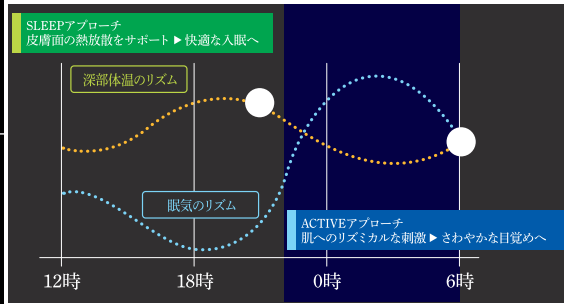 SLEEPアプローチ
皮膚面の熱放散をサポート▶快適な入眠へ
深部体温のリズム
眠気のリズム
ACTIVEアプローチ
肌へのリズミカルな刺激▶さわやかな目覚めへ
12時 18時 0時 6時